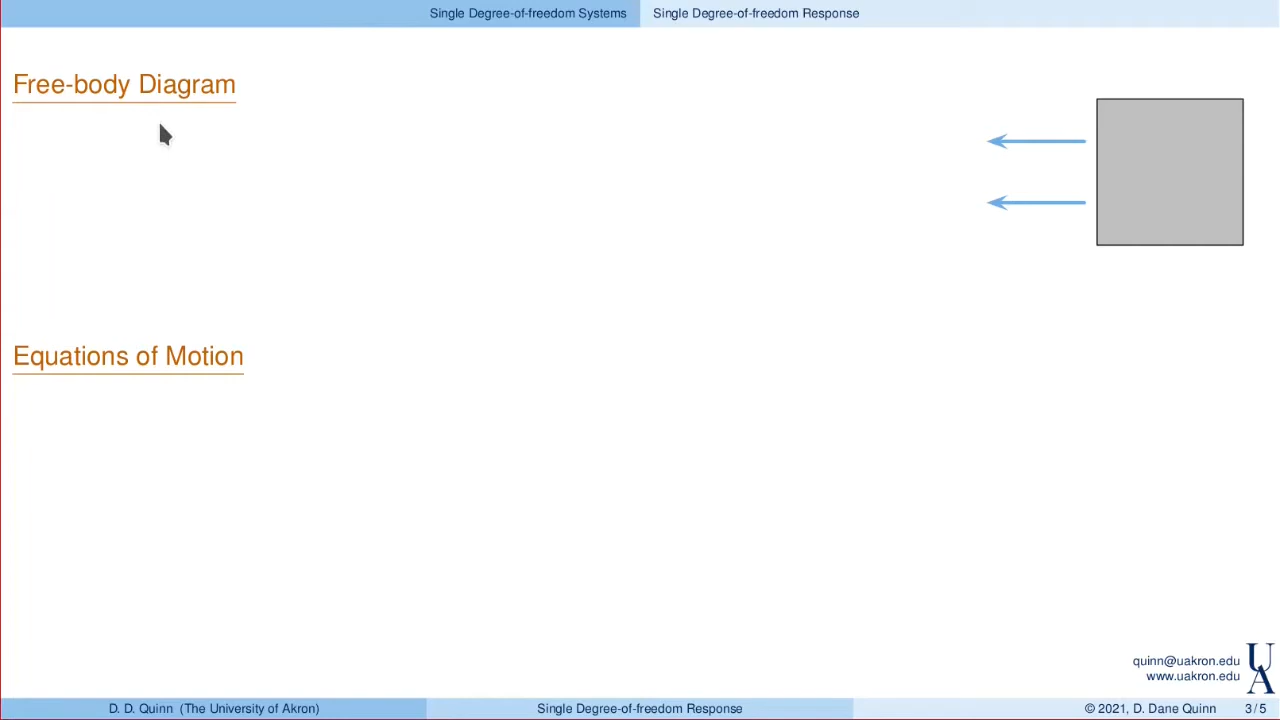 Single Degree-of-freedom Systems Single Degree-of-freedom Response
Free-body Diagram
Equations of Motion
quinn@uakron.edu
www.uakron.edu
UA
D. D. Quinn (The University of Akron) Single Degree-of-freedom Response © 2021, D. Dane Quinn 3 / 5